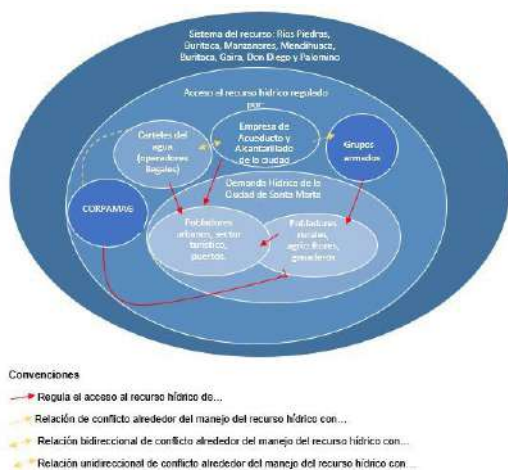 Sistema del recurso: Ríos Piedras,
Buritaca, Manzanares, Mendihuaca,
Buritaca, Gaira, Don Diego y Palomino
Acceso al recurso hídrico regulado
por:
Carteles del
agua
(operadores
ilegales)
Empresa de
Acueducto y
Alcantarillado de
la ciudad
Grupos
armados
CORPAMAG
Demanda Hídrica de la
Ciudad de Santa Marta
Pobladores
urbanos, sector
turístico,
puertos.
Pobladores
rurales,
agricultores,
ganaderos
Convenciones
Regula el acceso al recurso hídrico de...
Relación de conflicto alrededor del manejo del recurso hídrico con...
Relación bidireccional de conflicto alrededor del manejo del recurso hídrico con...
Relación unidireccional de conflicto alrededor del manejo del recurso hídrico con...